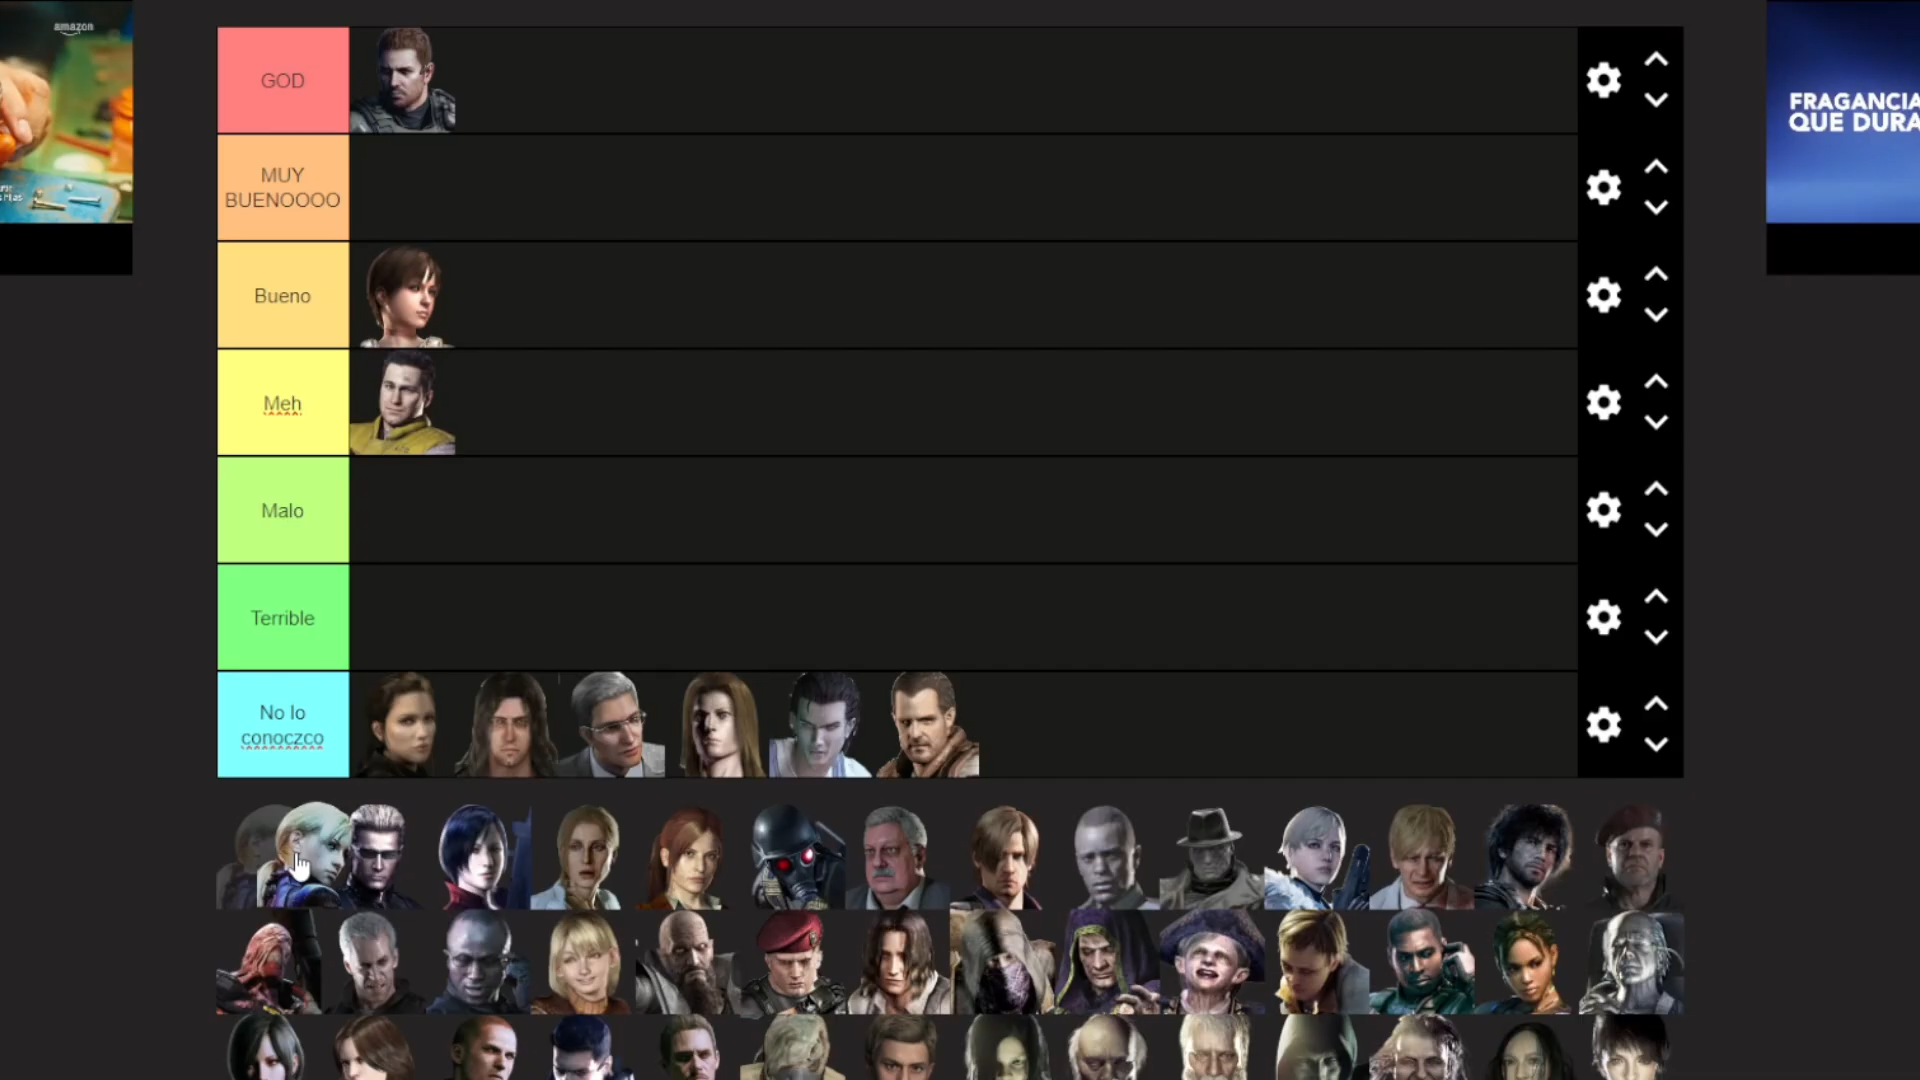 amazon
GOD
FRAGANCIA
QUE DURA
MUY
BUENOOOO
Bueno
Meh
Malo
Terrible
No lo
conoczco